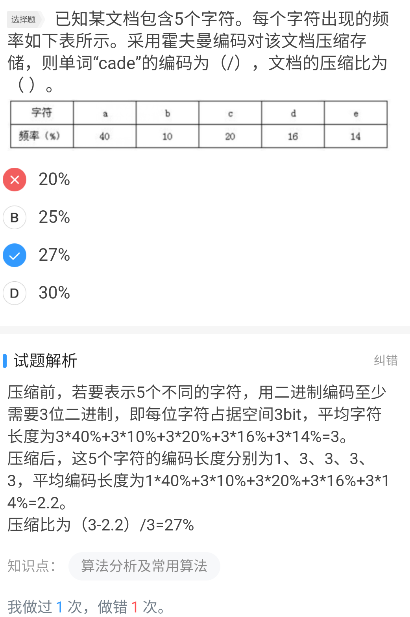 选择题 已知某文档包含5个字符。每个字符出现的频
率如下表所示。采用霍夫曼编码对该文档压缩存
储，则单词“cade”的编码为（/），文档的压缩比为
（ ）。
字符 a b c d e
频率（%） 40 10 20 16 14
20%
B 25%
27%
D 30%
试题解析 纠错
压缩前，若要表示5个不同的字符，用二进制编码至少
需要3位二进制，即每位字符占据空间3bit，平均字符
长度为3*40%+3*10%+3*20%+3*16%+3*14%=3。
压缩后，这5个字符的编码长度分别为1、3、3、3、
3，平均编码长度为1*40%+3*10%+3*20%+3*16%+3*1
4%=2.2。
压缩比为（3-2.2）/3=27%
知识点： 算法分析及常用算法
我做过 1 次，做错 1 次。